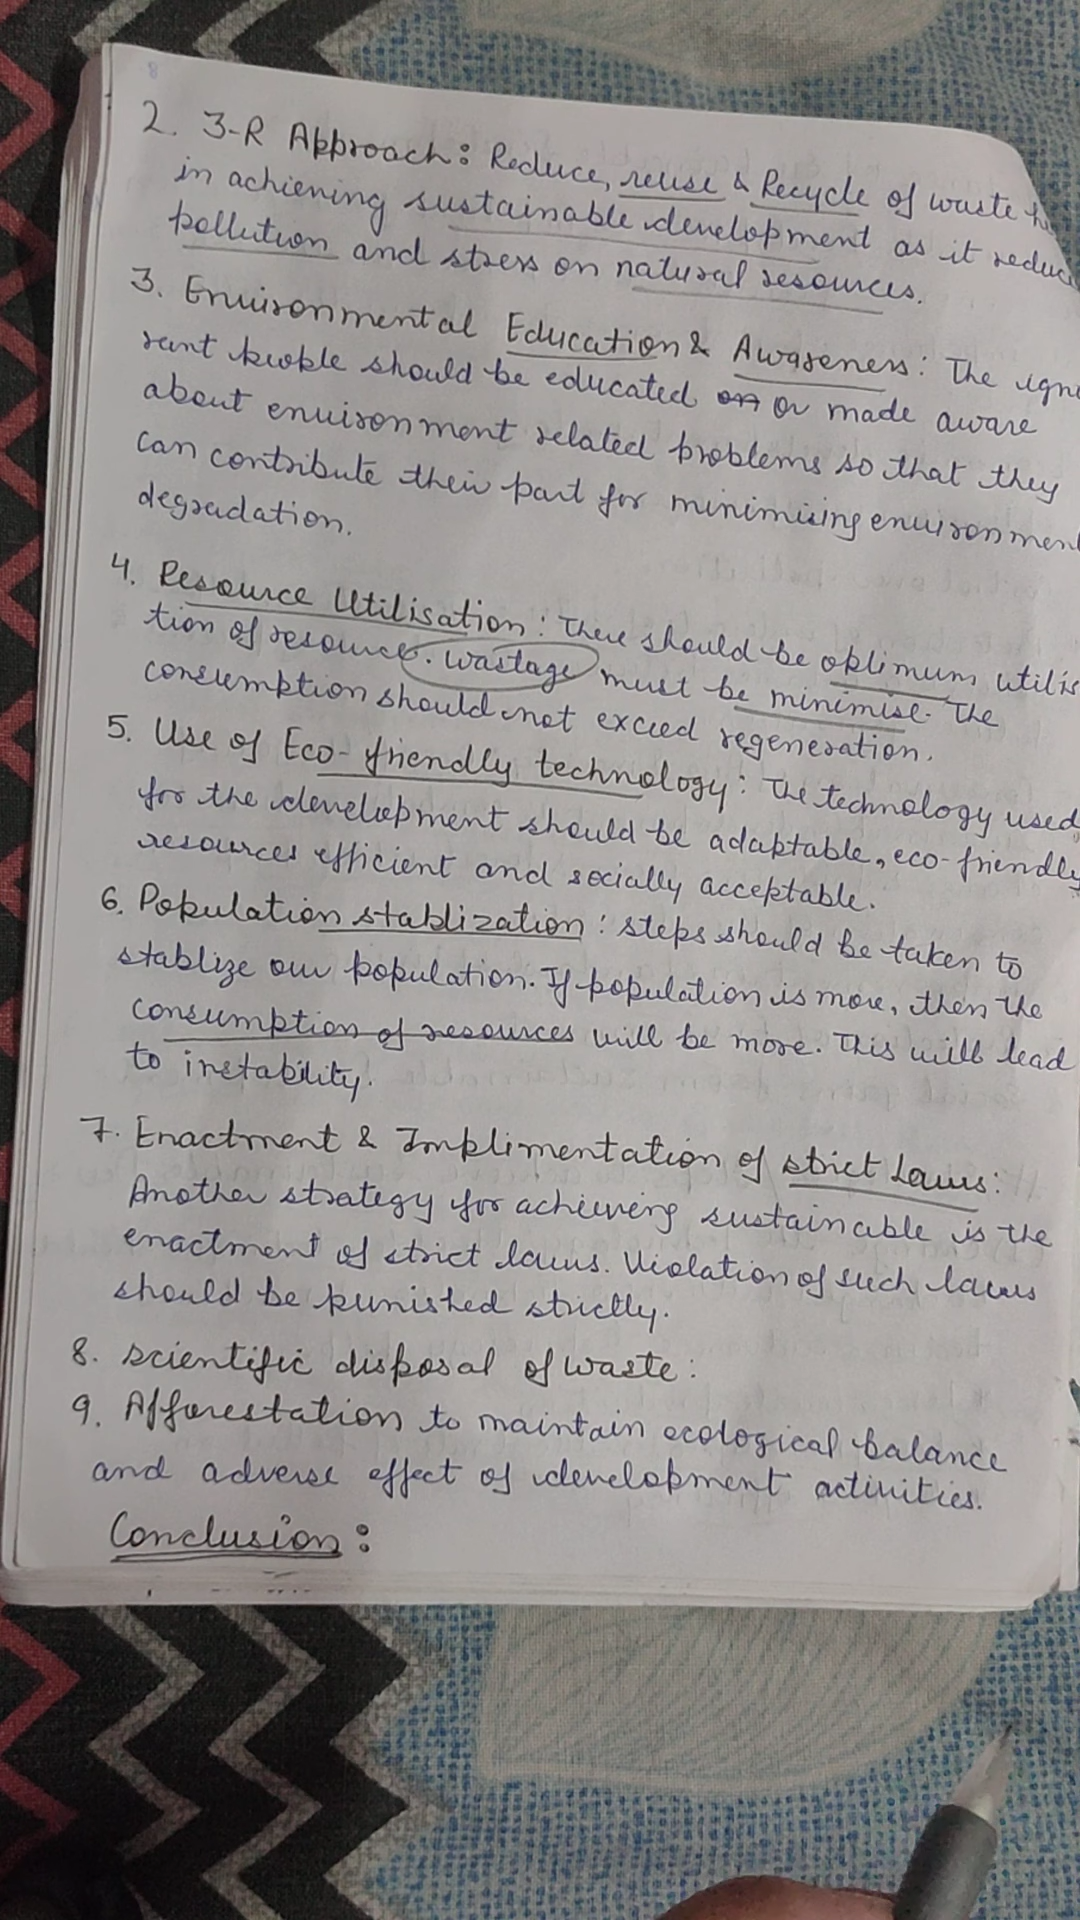 2. 3-R Approach: Reduce, reuse & Recycle of waste
in achieving sustainable development as it reduc
pollution and stress on natural resources.
3. Environmental Education & Awareness: The igno
rant people should be educated on or made aware
about environment related problems so that they
can contribute their part for minimising environment
degradation.
4. Resource Utilisation: There should be optimum utilis
tion of resource. Wastage must be minimise. The
consumption should not exceed regeneration.
5. Use of Eco-friendly technology: The technology used
for the development should be adaptable, eco-friendly
resources efficient and socially acceptable.
6. Population stablization: steps should be taken to
stablize our population. If population is more, then the
consumption of resources will be more. This will lead
to instability.
7. Enactment & Implimentation of strict Laws:
Another strategy for achieving sustainable is the
enactment of strict laws. Violation of such laws
should be punished strictly.
8. scientific disposal of waste:
9. Afforestation to maintain ecological balance
and adverse effect of development activities.
Conclusion: